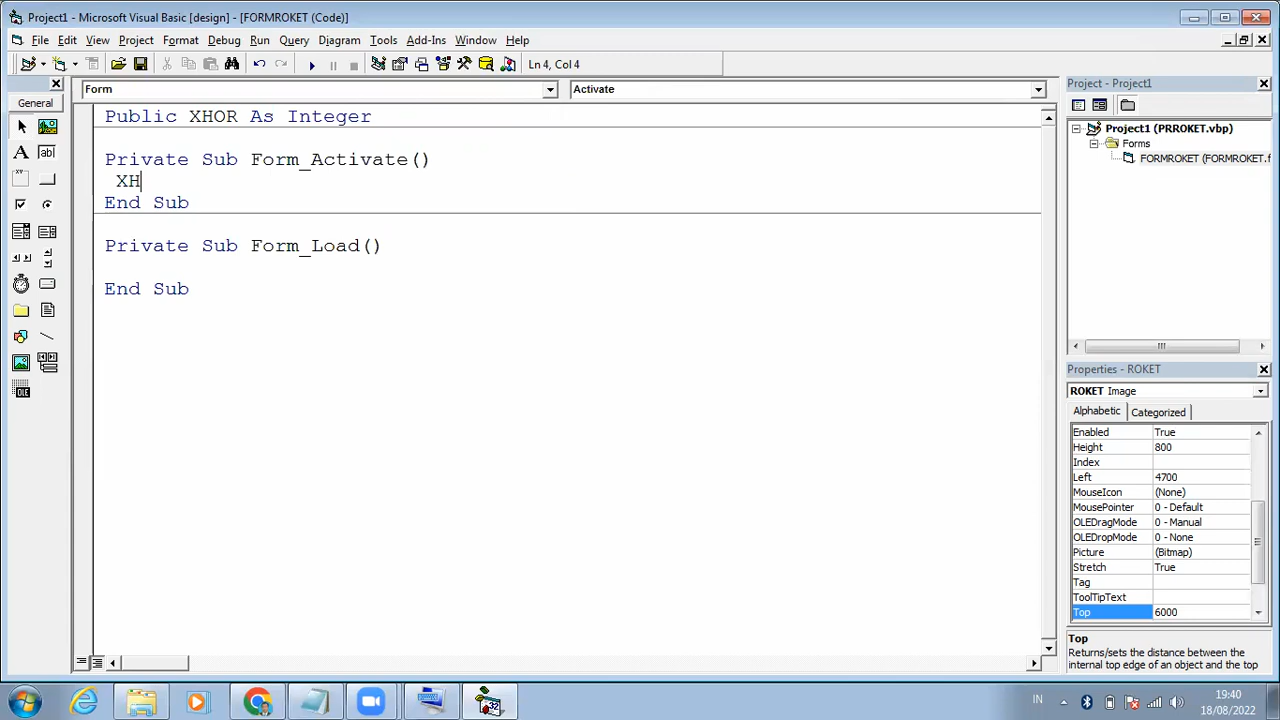 Project1 - Microsoft Visual Basic [design] - [FORMROKET (Code)]
File Edit View Project Format Debug Run Query Diagram Tools Add-Ins Window Help
Ln 4, Col 4
General
Form
Activate
Public XHOR As Integer
Private Sub Form_Activate()
XH
End Sub
Private Sub Form_Load()
End Sub
A
ab|
OLE
Project - Project1
Project1 (PRROKET.vbp)
Forms
FORMROKET (FORMROKET.f
Properties - ROKET
ROKET Image
Alphabetic Categorized
Enabled True
Height 800
Index
Left 4700
MouseIcon (None)
MousePointer 0 - Default
OLEDragMode 0 - Manual
OLEDropMode 0 - None
Picture (Bitmap)
Stretch True
Tag
ToolTipText
Top 6000
Top
Returns/sets the distance between the
internal top edge of an object and the top
32
IN
19:40
18/08/2022